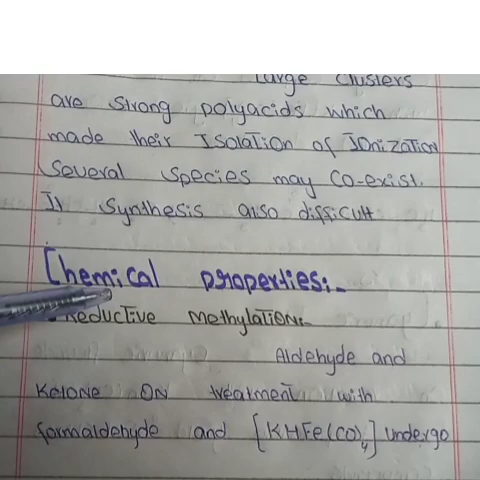 Large Clusters
are strong polyacids which
made their Isolation of Ionization
Several Species may Co-exist.
It Synthesis also difficult
Chemical properties:-
Reductive Methylation:-
Aldehyde and
Ketone ON treatment with
formaldehyde and [KHFe(CO)4] undergo